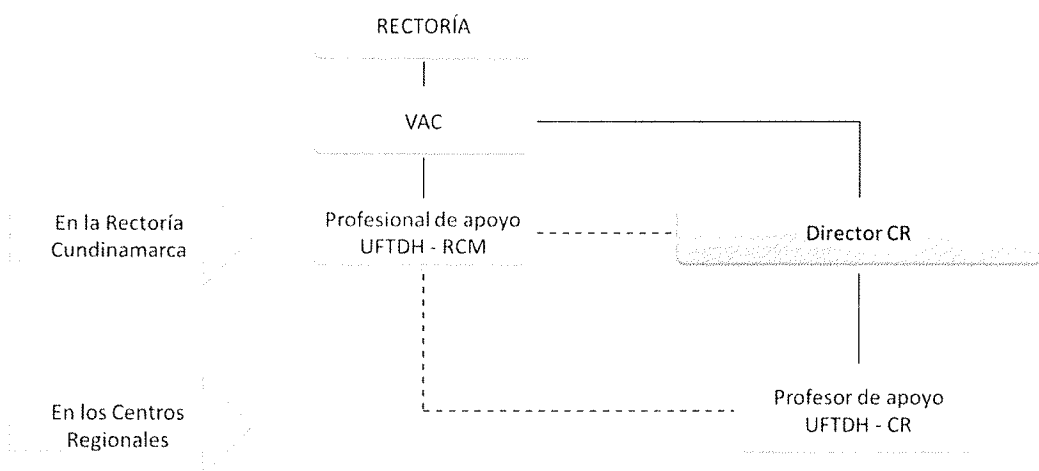 RECTORÍA
VAC
En la Rectoría
Cundinamarca
Profesional de apoyo
UFTDH - RCM
Director CR
En los Centros
Regionales
Profesor de apoyo
UFTDH - CR